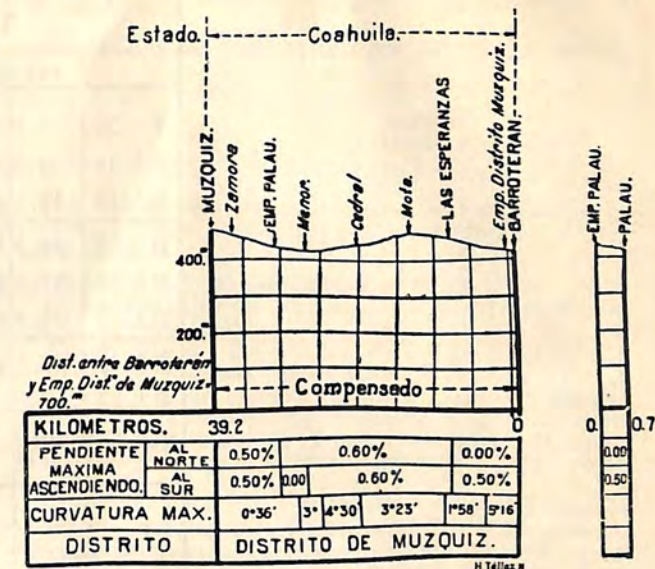 Estado. Coahuila.
MUZQUIZ.
Zamora
EMP. PALAU.
Menor.
Cedral
Mota.
LAS ESPERANZAS
Emp. Distrito Muzquiz.
BARROTERAN.
EMP. PALAU.
PALAU.
400.
200.m
Dist. entre Barroterán
y Emp. Dist. de Muzquiz=
700.m
Compensado
KILOMETROS. 39.2 0 0. 0.7
PENDIENTE MAXIMA ASCENDIENDO.
AL NORTE 0.50% 0.60% 0.00% 0.00
AL SUR 0.50% 0.00 0.60% 0.50% 0.50
CURVATURA MAX. 0°36' 3° 4°30' 3°23' 1°58' 5°16'
DISTRITO DISTRITO DE MUZQUIZ.
H Téllez